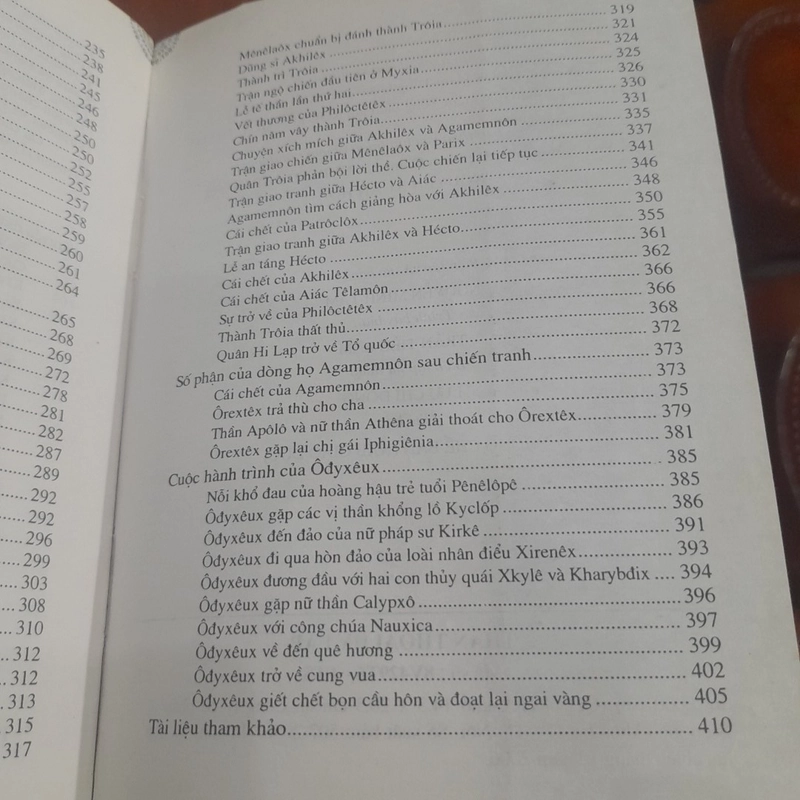 235
238
241
245
246
248
250
250
252
255
257
258
259
260
261
264
265
268
269
272
278
281
282
287
289
292
292
296
299
303
308
310
312
312
313
315
317
Mênêlaôx chuẩn bị đánh thành Trôia 319
Dũng sĩ Akhilêx 321
Thành trì Trôia 324
Trận ngộ chiến đầu tiên ở Myxia 325
Lễ tế thần lần thứ hai 326
Vết thương của Philôctêtêx 330
Chín năm vây thành Trôia 331
Chuyện xích mích giữa Akhilêx và Agamemnôn 335
Trận giao chiến giữa Mênêlaôx và Parix 337
Quân Trôia phản bội lời thề. Cuộc chiến lại tiếp tục 341
Trận giao tranh giữa Hécto và Aiác 346
Agamemnôn tìm cách giảng hòa với Akhilêx 348
Cái chết của Patrôclôx 350
Trận giao tranh giữa Akhilêx và Hécto 355
Lễ an táng Hécto 361
Cái chết của Akhilêx 362
Cái chết của Aiác Têlamôn 366
Sự trở về của Philôctêtêx 366
Thành Trôia thất thủ 368
Quân Hi Lạp trở về Tổ quốc 372
Số phận của dòng họ Agamemnôn sau chiến tranh 373
Cái chết của Agamemnôn 373
Ôrextêx trả thù cho cha 375
Thần Apôlô và nữ thần Athêna giải thoát cho Ôrextêx 379
Ôrextêx gặp lại chị gái Iphigiênia 381
Cuộc hành trình của Ôđyxêux 385
Nỗi khổ đau của hoàng hậu trẻ tuổi Pênêlôpê 385
Ôđyxêux gặp các vị thần khổng lồ Kyclốp 386
Ôđyxêux đến đảo của nữ pháp sư Kirkê 391
Ôđyxêux đi qua hòn đảo của loài nhân điểu Xirenêx 393
Ôđyxêux đương đầu với hai con thủy quái Xkylê và Kharybđix .... 394
Ôđyxêux gặp nữ thần Calypxô 396
Ôđyxêux với công chúa Nauxica 397
Ôđyxêux về đến quê hương 399
Ôđyxêux trở về cung vua 402
Ôđyxêux giết chết bọn cầu hôn và đoạt lại ngai vàng 405
Tài liệu tham khảo 410